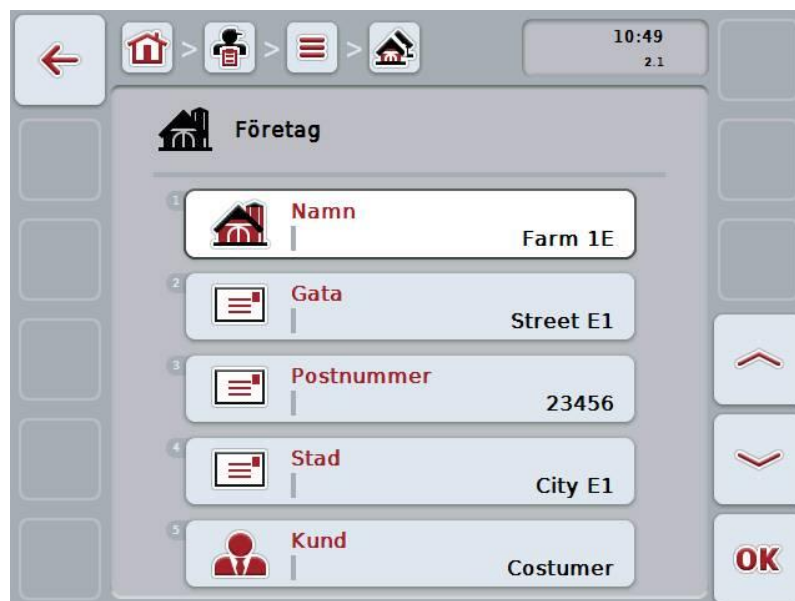 10:49
2.1
Företag
1
Namn
Farm 1E
2
Gata
Street E1
3
Postnummer
23456
4
Stad
City E1
5
Kund
Costumer
OK